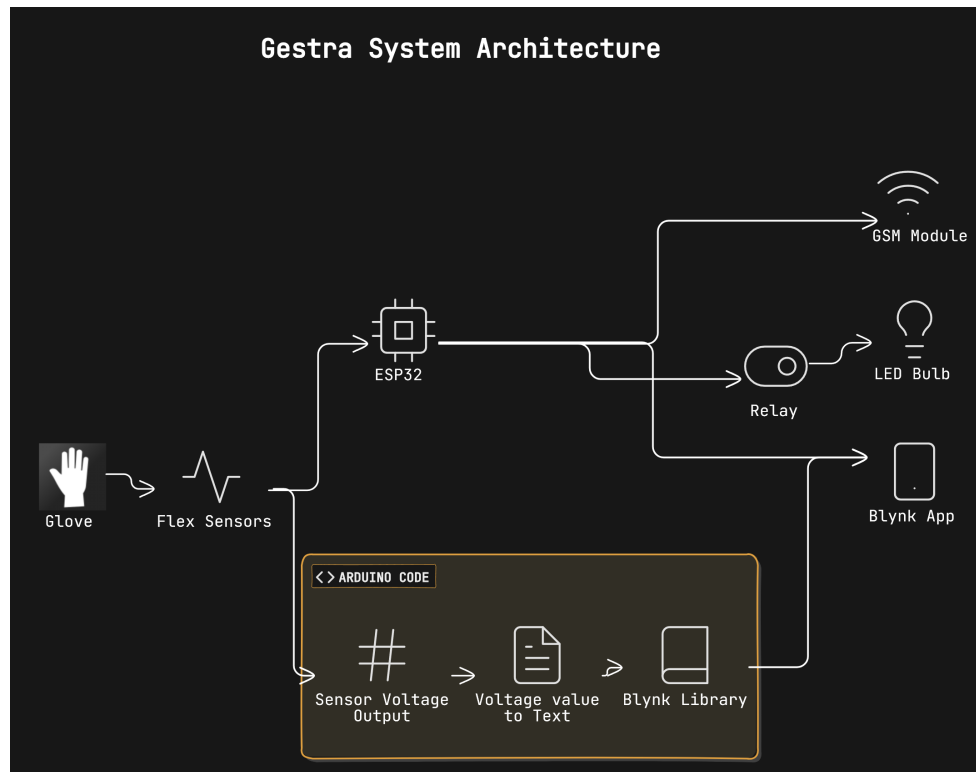 Gestra System Architecture
GSM Module
ESP32
LED Bulb
Relay
Glove
Flex Sensors
Blynk App
<> ARDUINO CODE
Sensor Voltage
Output
Voltage value
to Text
Blynk Library